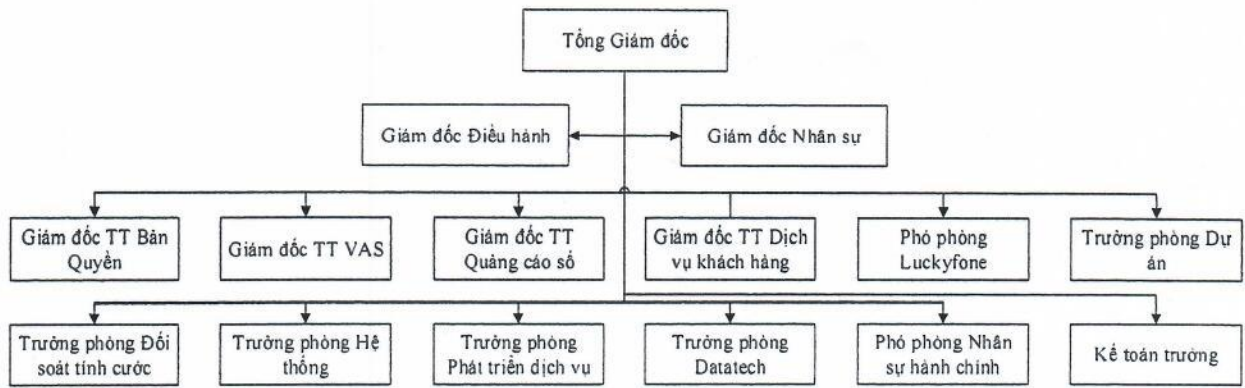 Tổng Giám đốc
Giám đốc Điều hành
Giám đốc Nhân sự
Giám đốc TT Bản
Quyền
Giám đốc TT VAS
Giám đốc TT
Quảng cáo số
Giám đốc TT Dịch
vụ khách hàng
Phó phòng
Luckyfone
Trưởng phòng Dự
án
Trưởng phòng Đối
soát tính cước
Trưởng phòng Hệ
thống
Trưởng phòng
Phát triển dịch vụ
Trưởng phòng
Datatech
Phó phòng Nhân
sự hành chính
Kế toán trưởng